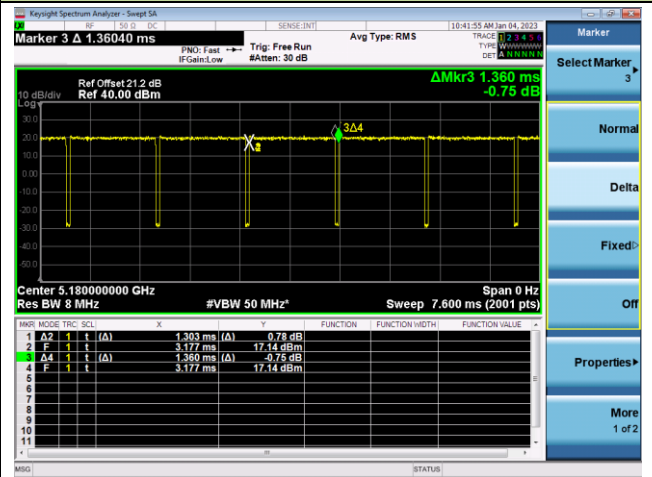 Keysight Spectrum Analyzer - Swept SA
RF 50 Ω DC SENSE:INT 10:41:55 AM Jan 04, 2023
Marker 3 Δ 1.36040 ms Avg Type: RMS TRACE 1 2 3 4 5 6
PNO: Fast Trig: Free Run TYPE WWWWWW
IFGain:Low #Atten: 30 dB DET A N N N N N
ΔMkr3 1.360 ms
-0.75 dB
Ref Offset 21.2 dB
10 dB/div Ref 40.00 dBm
Log
30.0
20.0
10.0
0.00
-10.0
-20.0
-30.0
-40.0
-50.0
3Δ4
Center 5.180000000 GHz Span 0 Hz
Res BW 8 MHz #VBW 50 MHz* Sweep 7.600 ms (2001 pts)
MKR MODE TRC SCL X Y FUNCTION FUNCTION WIDTH FUNCTION VALUE
1 Δ2 1 t (Δ) 1.303 ms (Δ) 0.78 dB
2 F 1 t 3.177 ms 17.14 dBm
3 Δ4 1 t (Δ) 1.360 ms (Δ) -0.75 dB
4 F 1 t 3.177 ms 17.14 dBm
5
6
7
8
9
10
11
MSG STATUS
Marker
Select Marker
3
Normal
Delta
Fixed
Off
Properties
More
1 of 2